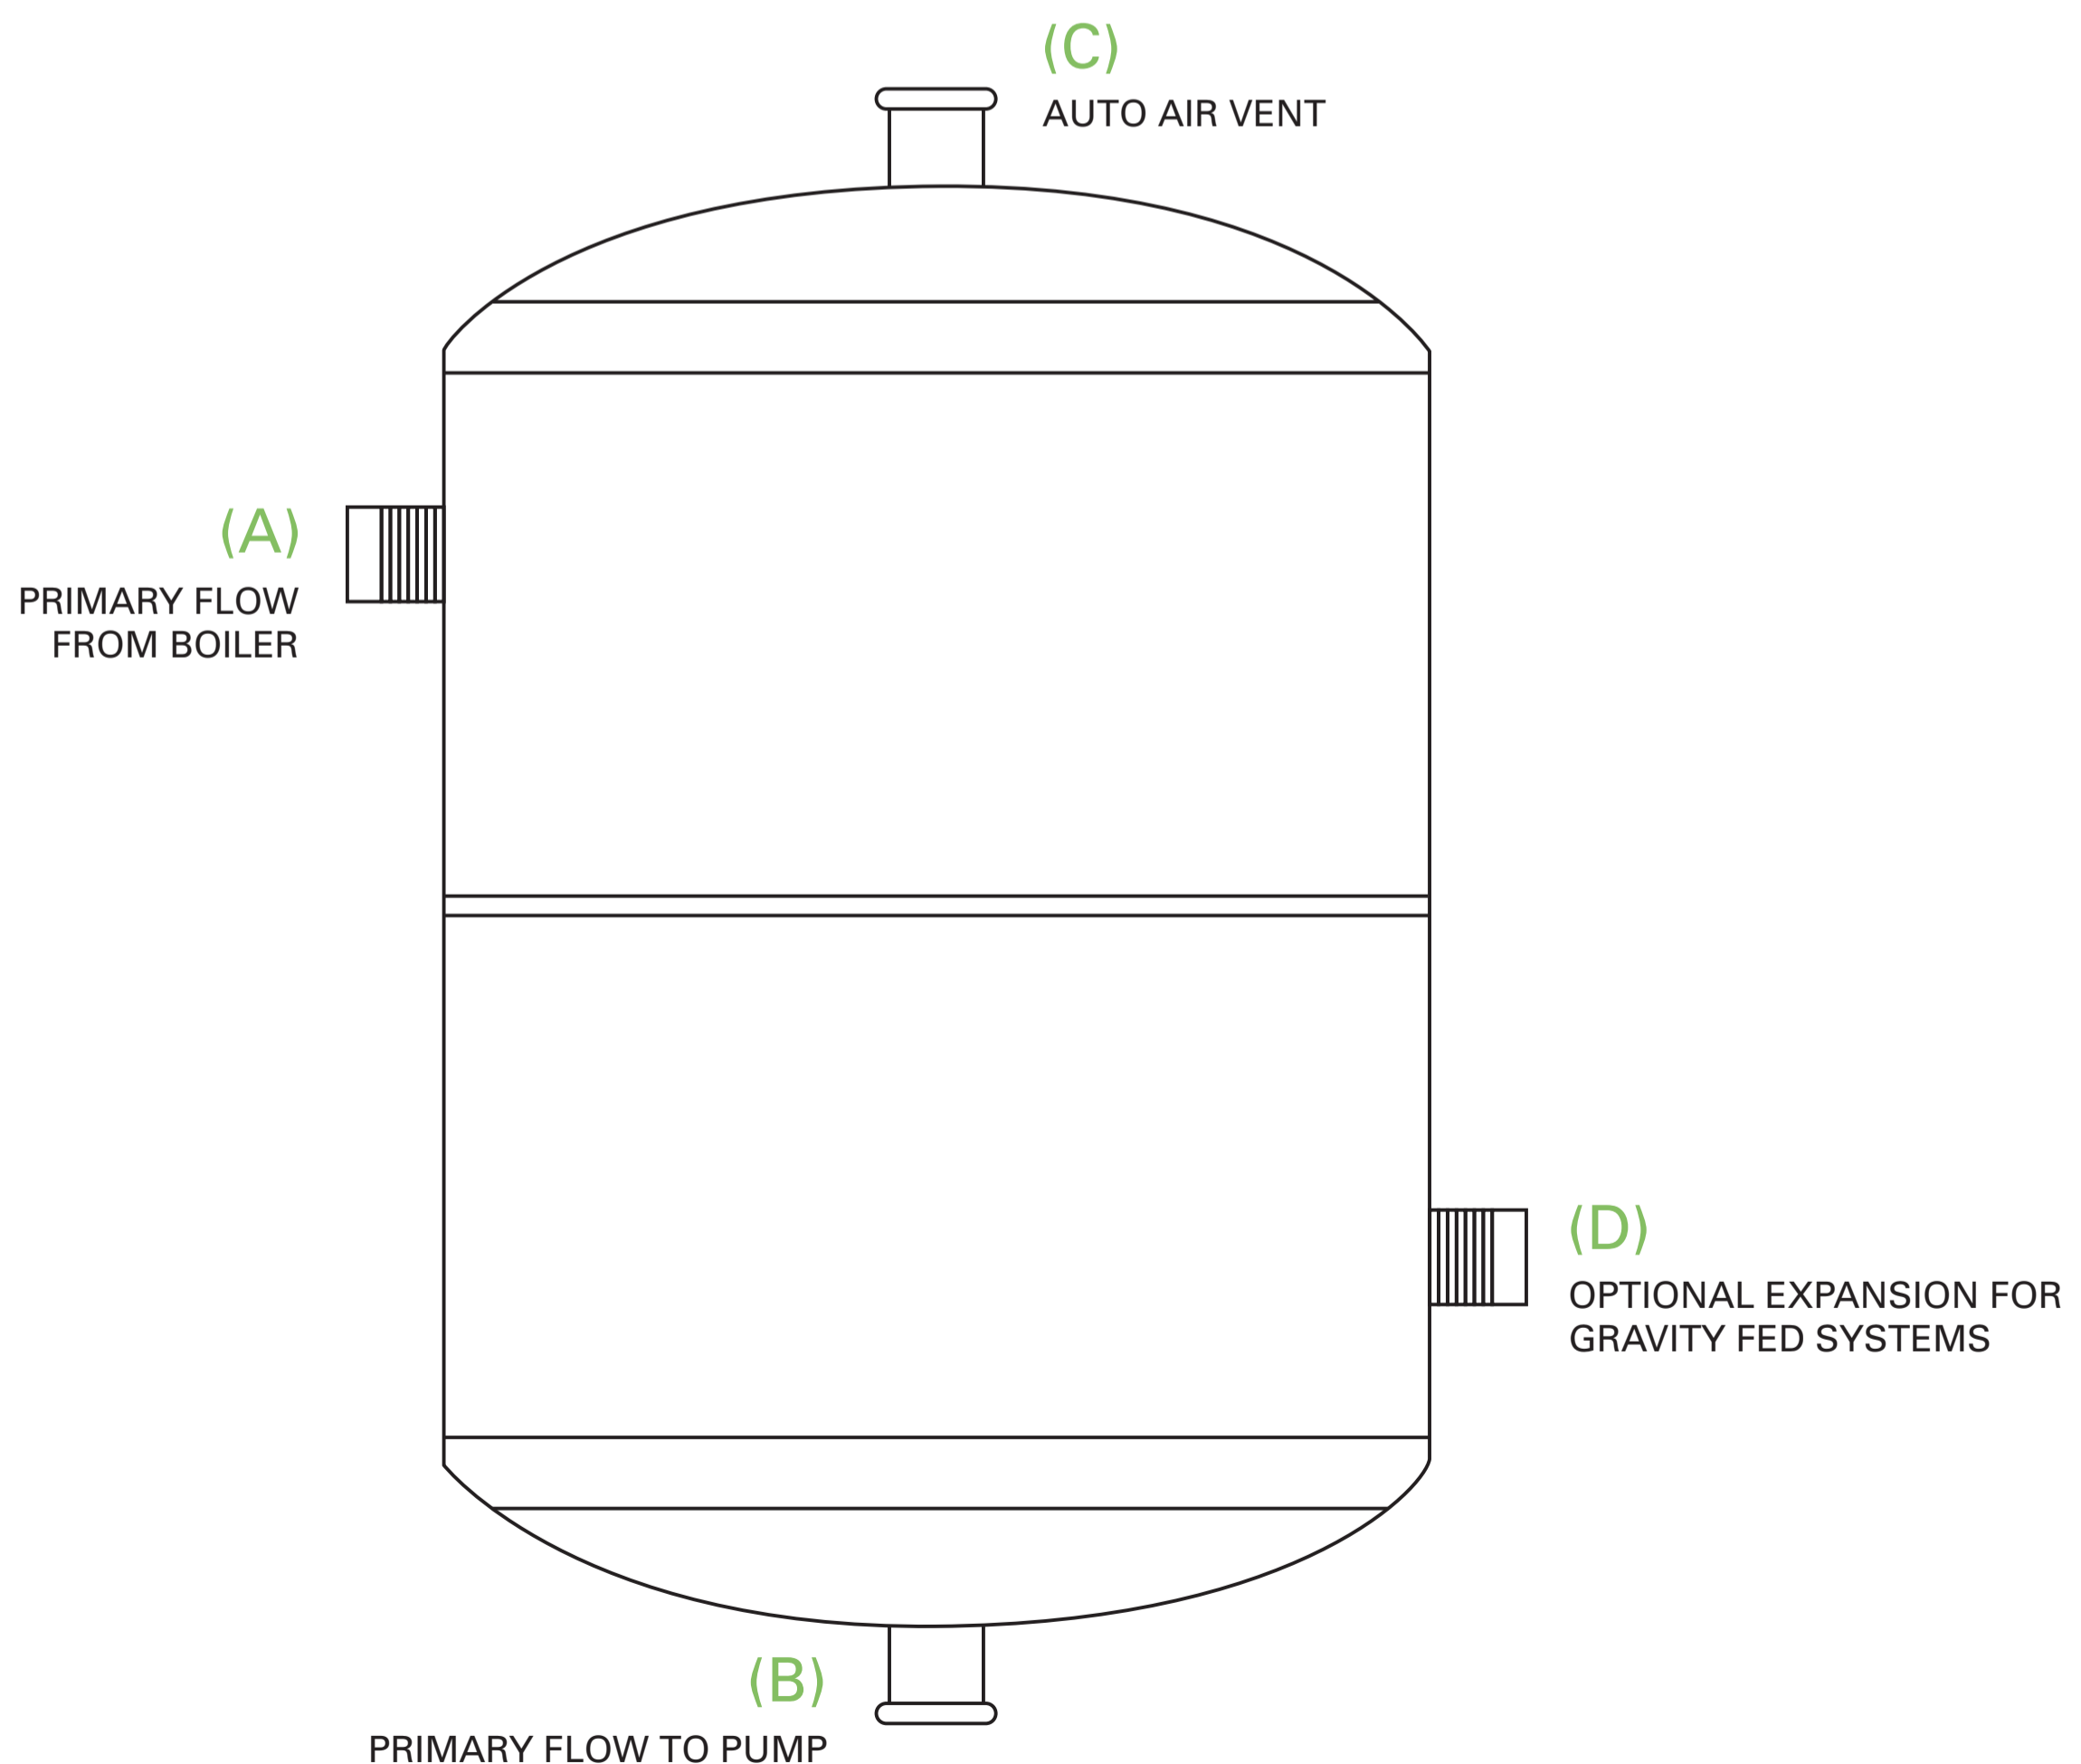 (C)
AUTO AIR VENT
(A)
PRIMARY FLOW
FROM BOILER
(D)
OPTIONAL EXPANSION FOR
GRAVITY FED SYSTEMS
(B)
PRIMARY FLOW TO PUMP